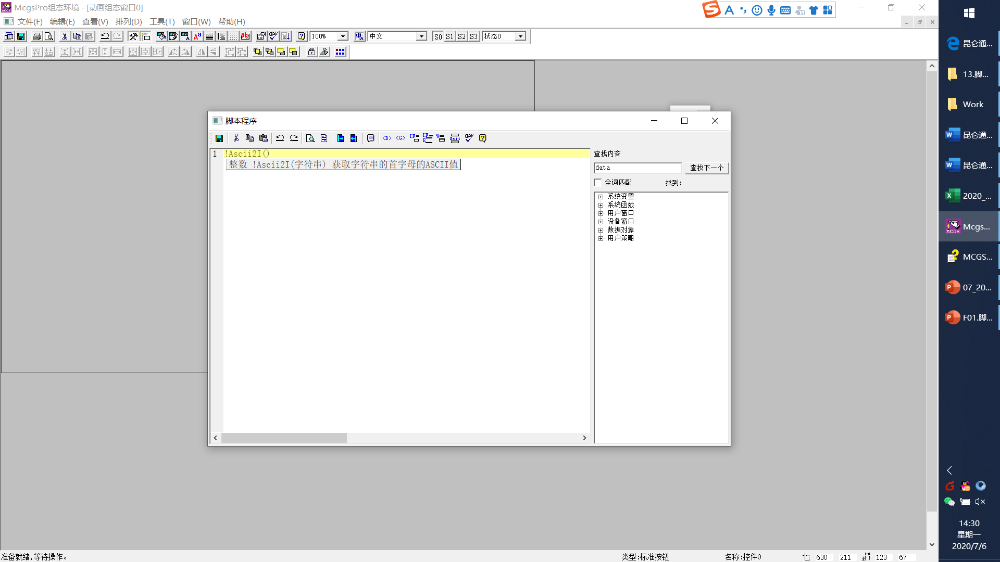 McgsPro组态环境 - [动画组态窗口0]
文件(F) 编辑(E) 查看(V) 排列(D) 工具(T) 窗口(W) 帮助(H)
100% 中文 S0 S1 S2 S3 状态0
脚本程序
1 !Ascii2I()
整数 !Ascii2I(字符串) 获取字符串的首字母的ASCII值
查找内容
data 查找下一个
全词匹配 找到:
系统变量
系统函数
用户窗口
设备窗口
数据对象
用户策略
准备就绪,等待操作。
类型:标准按钮 名称:控件0 630 211 123 67
昆仑通...
13.脚...
Work
昆仑通...
昆仑通...
2020_...
Mcgs...
MCGS...
07_20...
F01.脚...
14:30
星期一
2020/7/6